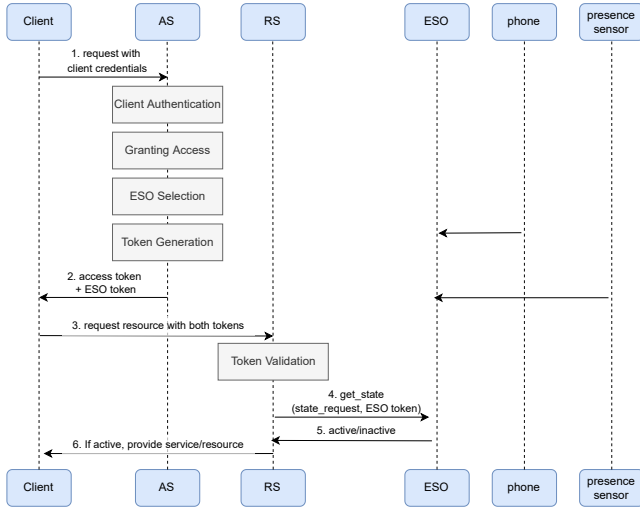 Client
AS
RS
ESO
phone
presence
sensor
1. request with
client credentials
Client Authentication
Granting Access
ESO Selection
Token Generation
2. access token
+ ESO token
3. request resource with both tokens
Token Validation
4. get_state
(state_request, ESO token)
5. active/inactive
6. If active, provide service/resource
Client
AS
RS
ESO
phone
presence
sensor